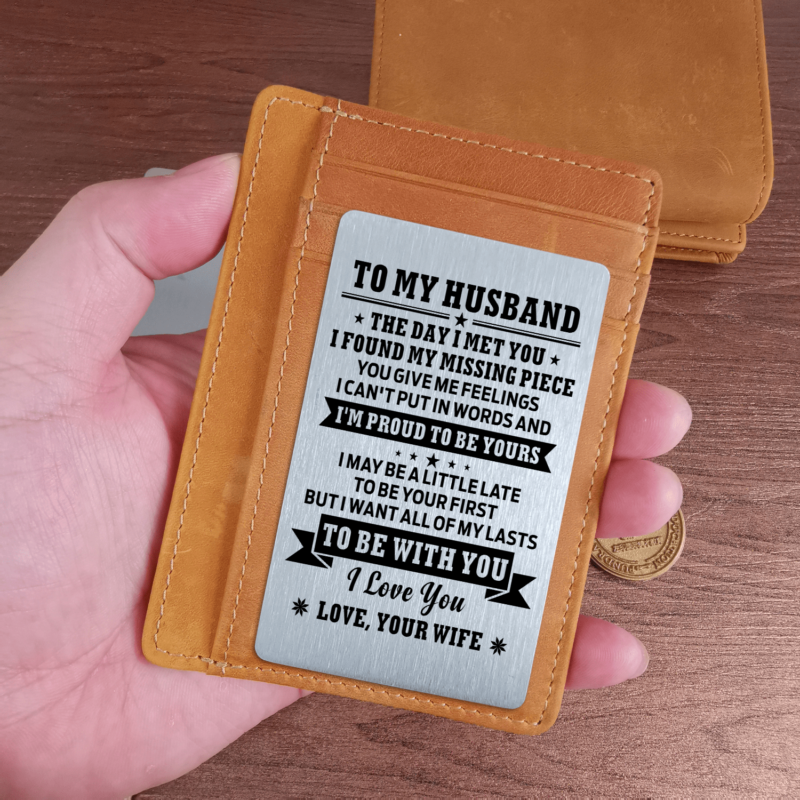 TO MY HUSBAND
THE DAY I MET YOU
I FOUND MY MISSING PIECE
YOU GIVE ME FEELINGS
I CAN'T PUT IN WORDS AND
I'M PROUD TO BE YOURS
I MAY BE A LITTLE LATE
TO BE YOUR FIRST
BUT I WANT ALL OF MY LASTS
TO BE WITH YOU
I Love You
LOVE, YOUR WIFE